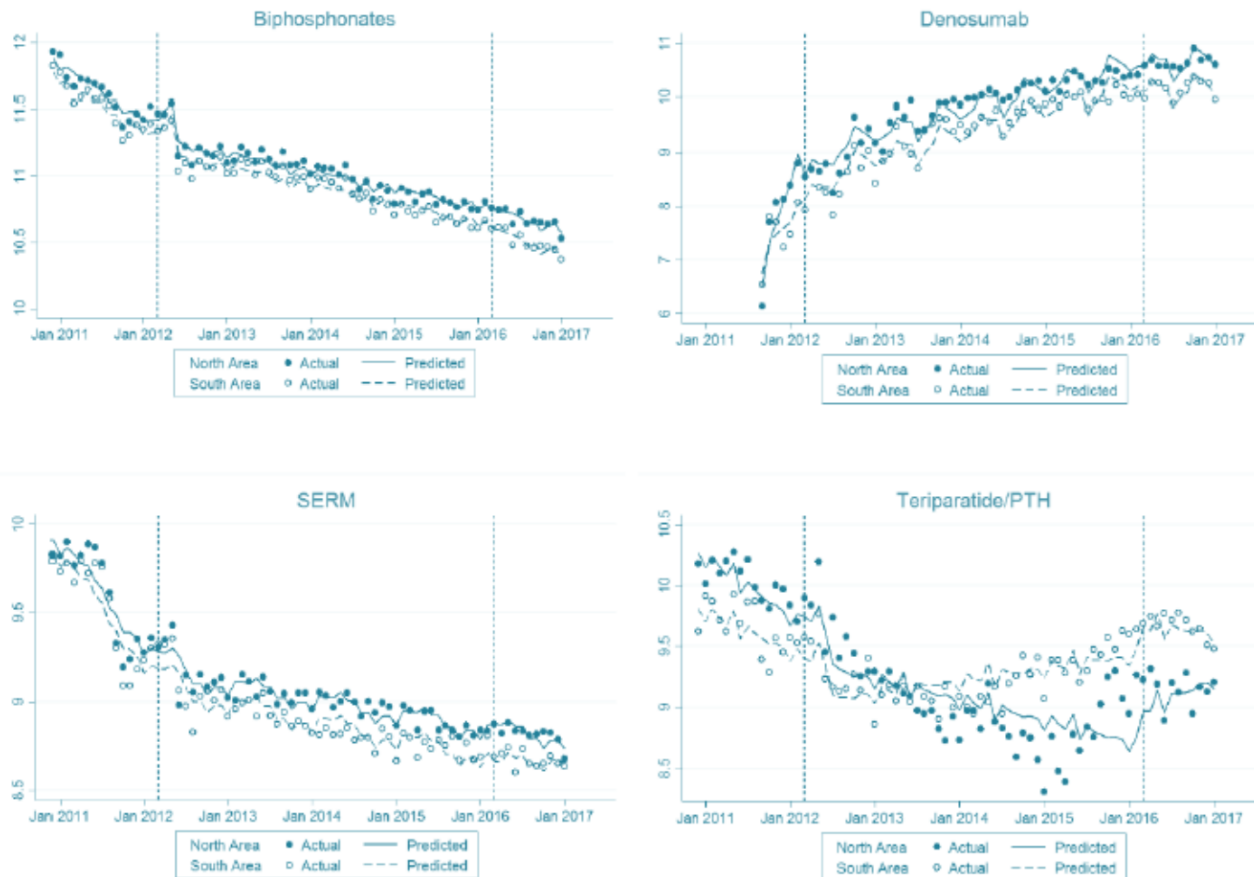 Biphosphonates
12
11.5
11
10.5
10
Jan 2011 Jan 2012 Jan 2013 Jan 2014 Jan 2015 Jan 2016 Jan 2017
North Area Actual Predicted
South Area Actual Predicted
Denosumab
11
10
9
8
7
6
Jan 2011 Jan 2012 Jan 2013 Jan 2014 Jan 2015 Jan 2016 Jan 2017
North Area Actual Predicted
South Area Actual Predicted
SERM
10
9.5
9
8.5
Jan 2011 Jan 2012 Jan 2013 Jan 2014 Jan 2015 Jan 2016 Jan 2017
North Area Actual Predicted
South Area Actual Predicted
Teriparatide/PTH
10.5
10
9.5
9
8.5
Jan 2011 Jan 2012 Jan 2013 Jan 2014 Jan 2015 Jan 2016 Jan 2017
North Area Actual Predicted
South Area Actual Predicted